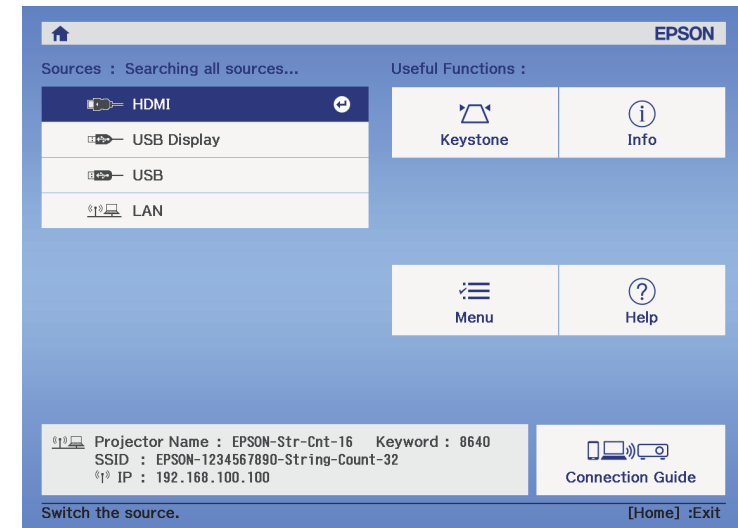 EPSON
Sources : Searching all sources...
HDMI
USB Display
USB
LAN
Useful Functions :
Keystone
Info
Menu
Help
Projector Name : EPSON-Str-Cnt-16 Keyword : 8640
SSID : EPSON-1234567890-String-Count-32
IP : 192.168.100.100
Connection Guide
Switch the source.
[Home] :Exit